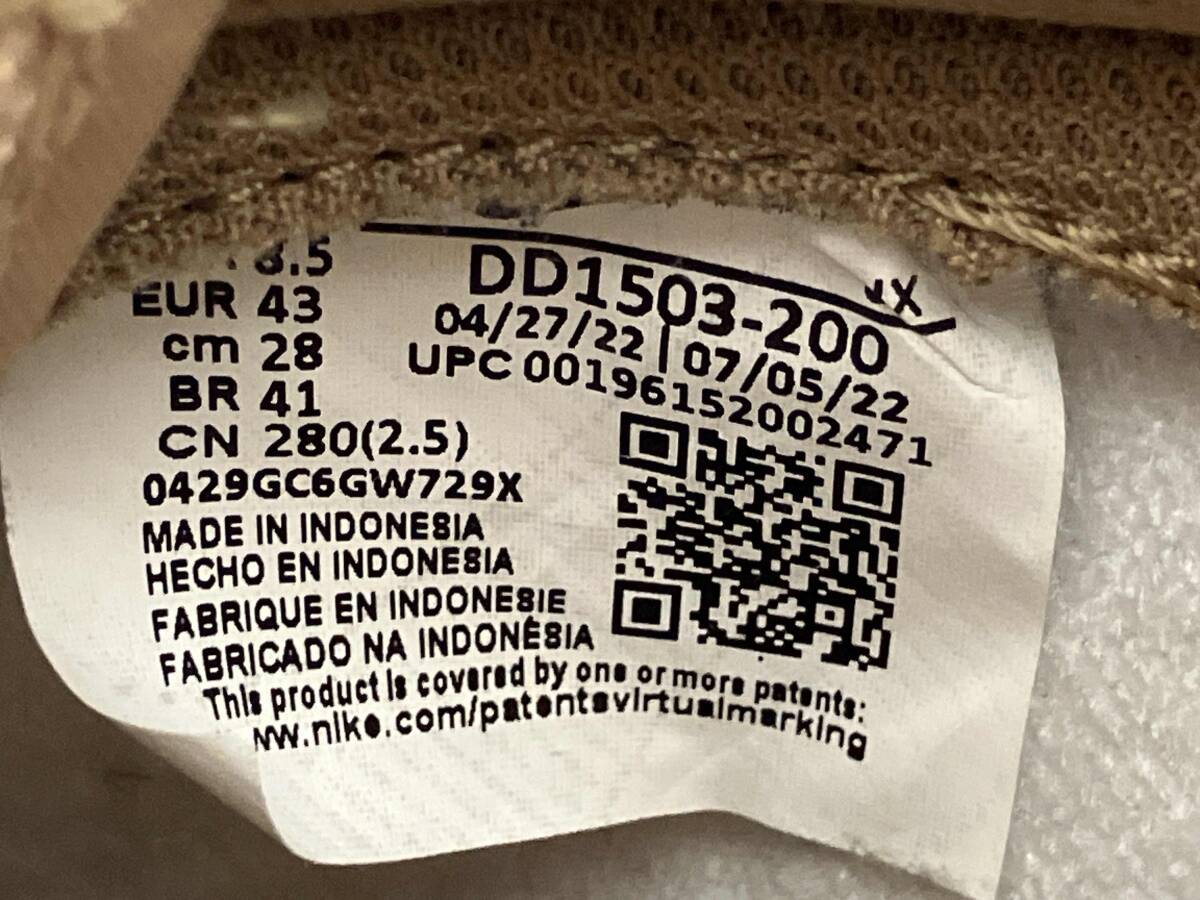 8.5
EUR 43
cm 28
BR 41
CN 280(2.5)
0429GC6GW729X
MADE IN INDONESIA
HECHO EN INDONESIA
FABRIQUE EN INDONESIE
FABRICADO NA INDONÉSIA
This product is covered by one or more patents:
ww.nike.com/patentsvirtualmarking
DD1503-200
04/27/22 | 07/05/22
UPC 00196152002471